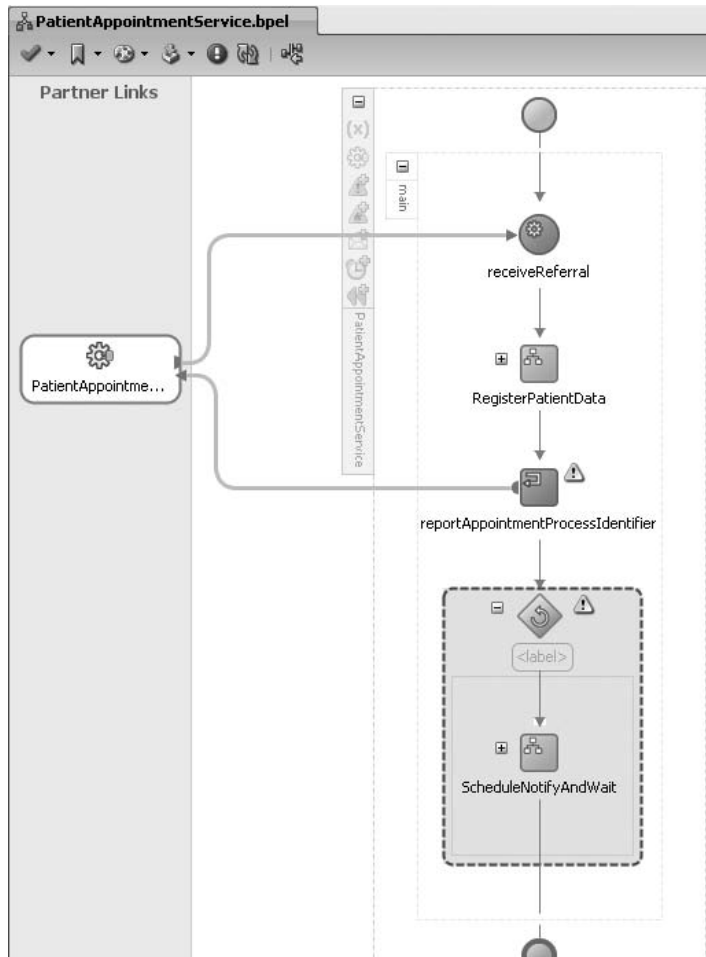 PatientAppointmentService.bpel
Partner Links
(x)
main
receiveReferral
PatientAppointme...
PatientAppointmentService
RegisterPatientData
reportAppointmentProcessIdentifier
<label>
ScheduleNotifyAndWait